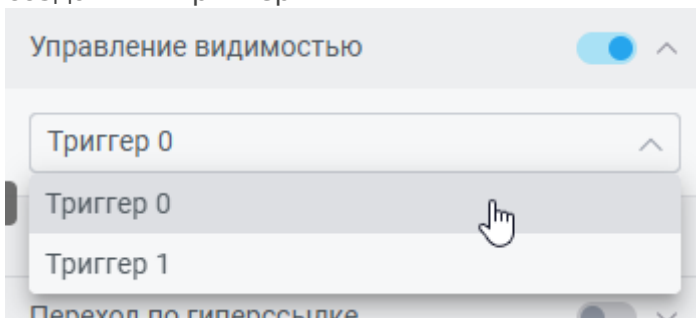 Управление видимостью
Триггер 0
Триггер 0
Триггер 1
Переход по гиперссылке